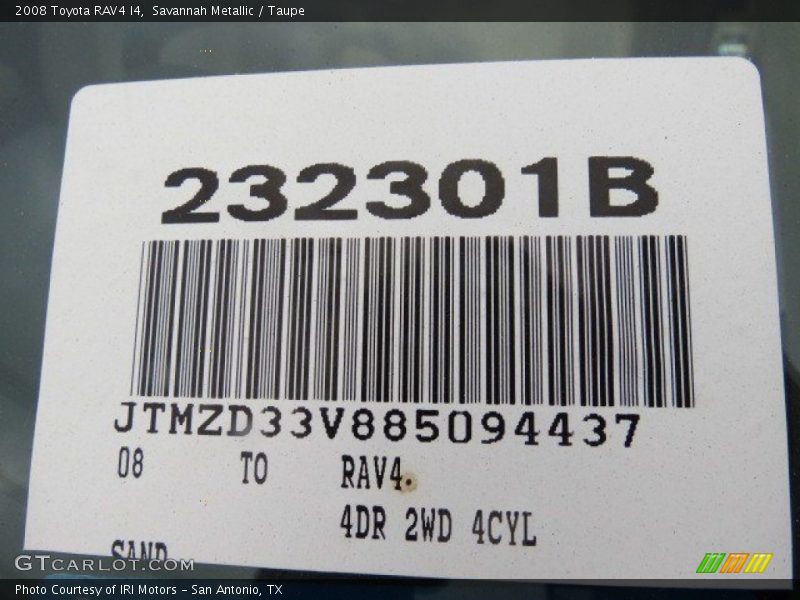 2008 Toyota RAV4 I4, Savannah Metallic / Taupe
232301B
JTMZD33V885094437
08 TO RAV4
4DR 2WD 4CYL
SAND
GTCARLOT.COM
Photo Courtesy of IRI Motors - San Antonio, TX